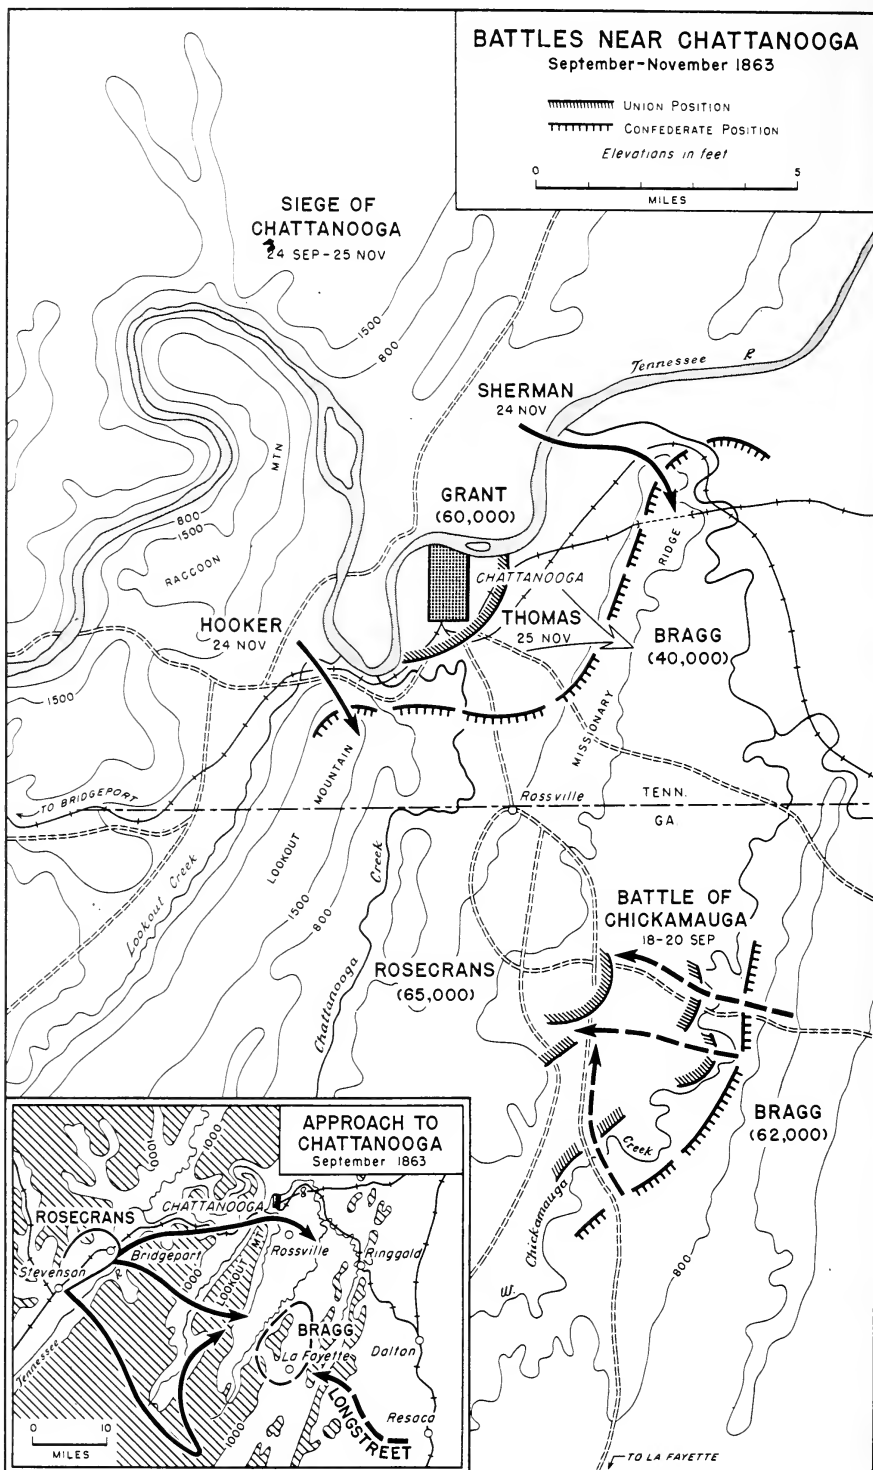 BATTLES NEAR CHATTANOOGA
September-November 1863
UNION POSITION
CONFEDERATE POSITION
Elevations in feet
0 5
MILES
SIEGE OF
CHATTANOOGA
24 SEP-25 NOV
1500
800
Tennessee R
SHERMAN
24 NOV
MTN
GRANT
(60,000)
800
1500
RACCOON
RIDGE
CHATTANOOGA
HOOKER
24 NOV
THOMAS
25 NOV
BRAGG
(40,000)
1500
MISSIONARY
MOUNTAIN
TO BRIDGEPORT
Rossville
TENN.
GA.
LOOKOUT
Creek
Lookout Creek
1500
800
BATTLE OF
CHICKAMAUGA
18-20 SEP
ROSECRANS
(65,000)
Chattanooga
BRAGG
(62,000)
Creek
Chickamauga
W.
800
TO LA FAYETTE
APPROACH TO
CHATTANOOGA
September 1863
1000
1000
CHATTANOOGA
ROSECRANS
Bridgeport
Rossville
Ringgold
Stevenson
R
LOOKOUT MT
1000
BRAGG
La Fayette
Dalton
Tennessee
LONGSTREET
Resaca
1000
0 10
MILES